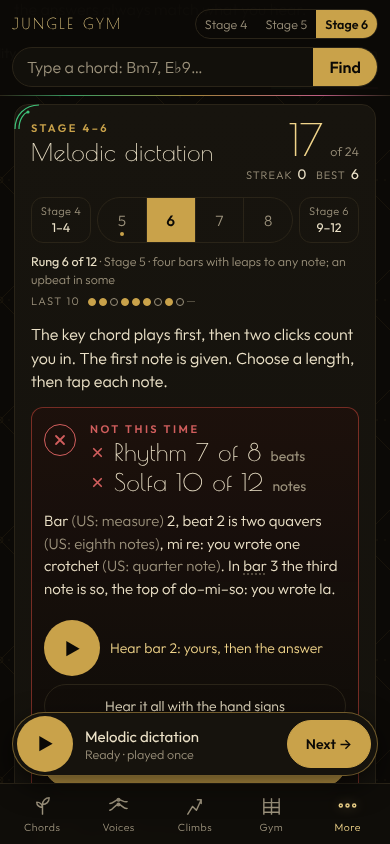 JUNGLE GYM
Stage 4 Stage 5 Stage 6
Type a chord: Bm7, E♭9… Find
STAGE 4–6
Melodic dictation
17 of 24
STREAK 0 BEST 6
Stage 4
1–4
5 6 7 8
Stage 6
9–12
Rung 6 of 12 · Stage 5 · four bars with leaps to any note; an
upbeat in some
LAST 10
The key chord plays first, then two clicks count
you in. The first note is given. Choose a length,
then tap each note.
NOT THIS TIME
× Rhythm 7 of 8 beats
× Solfa 10 of 12 notes
Bar (US: measure) 2, beat 2 is two quavers
(US: eighth notes), mi re: you wrote one
crotchet (US: quarter note). In bar 3 the third
note is so, the top of do–mi–so: you wrote la.
Hear bar 2: yours, then the answer
Hear it all with the hand signs
Melodic dictation
Ready · played once
Next →
Chords Voices Climbs Gym More